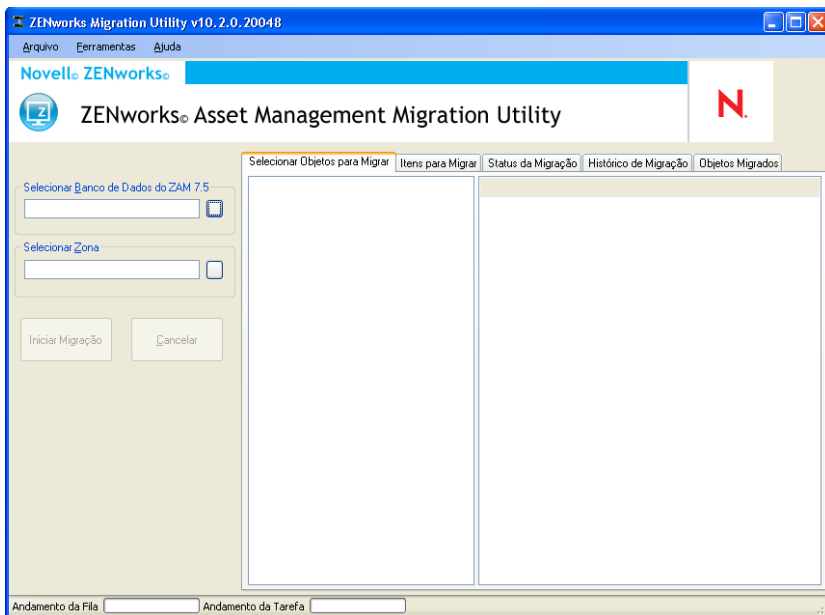 ZENworks Migration Utility v10.2.0.20048
Arquivo Ferramentas Ajuda
Novell© ZENworks©
Z
ZENworks© Asset Management Migration Utility
N.
Selecionar Objetos para Migrar Itens para Migrar Status da Migração Histórico de Migração Objetos Migrados
Selecionar Banco de Dados do ZAM 7.5
Selecionar Zona
Iniciar Migração Cancelar
Andamento da Fila Andamento da Tarefa